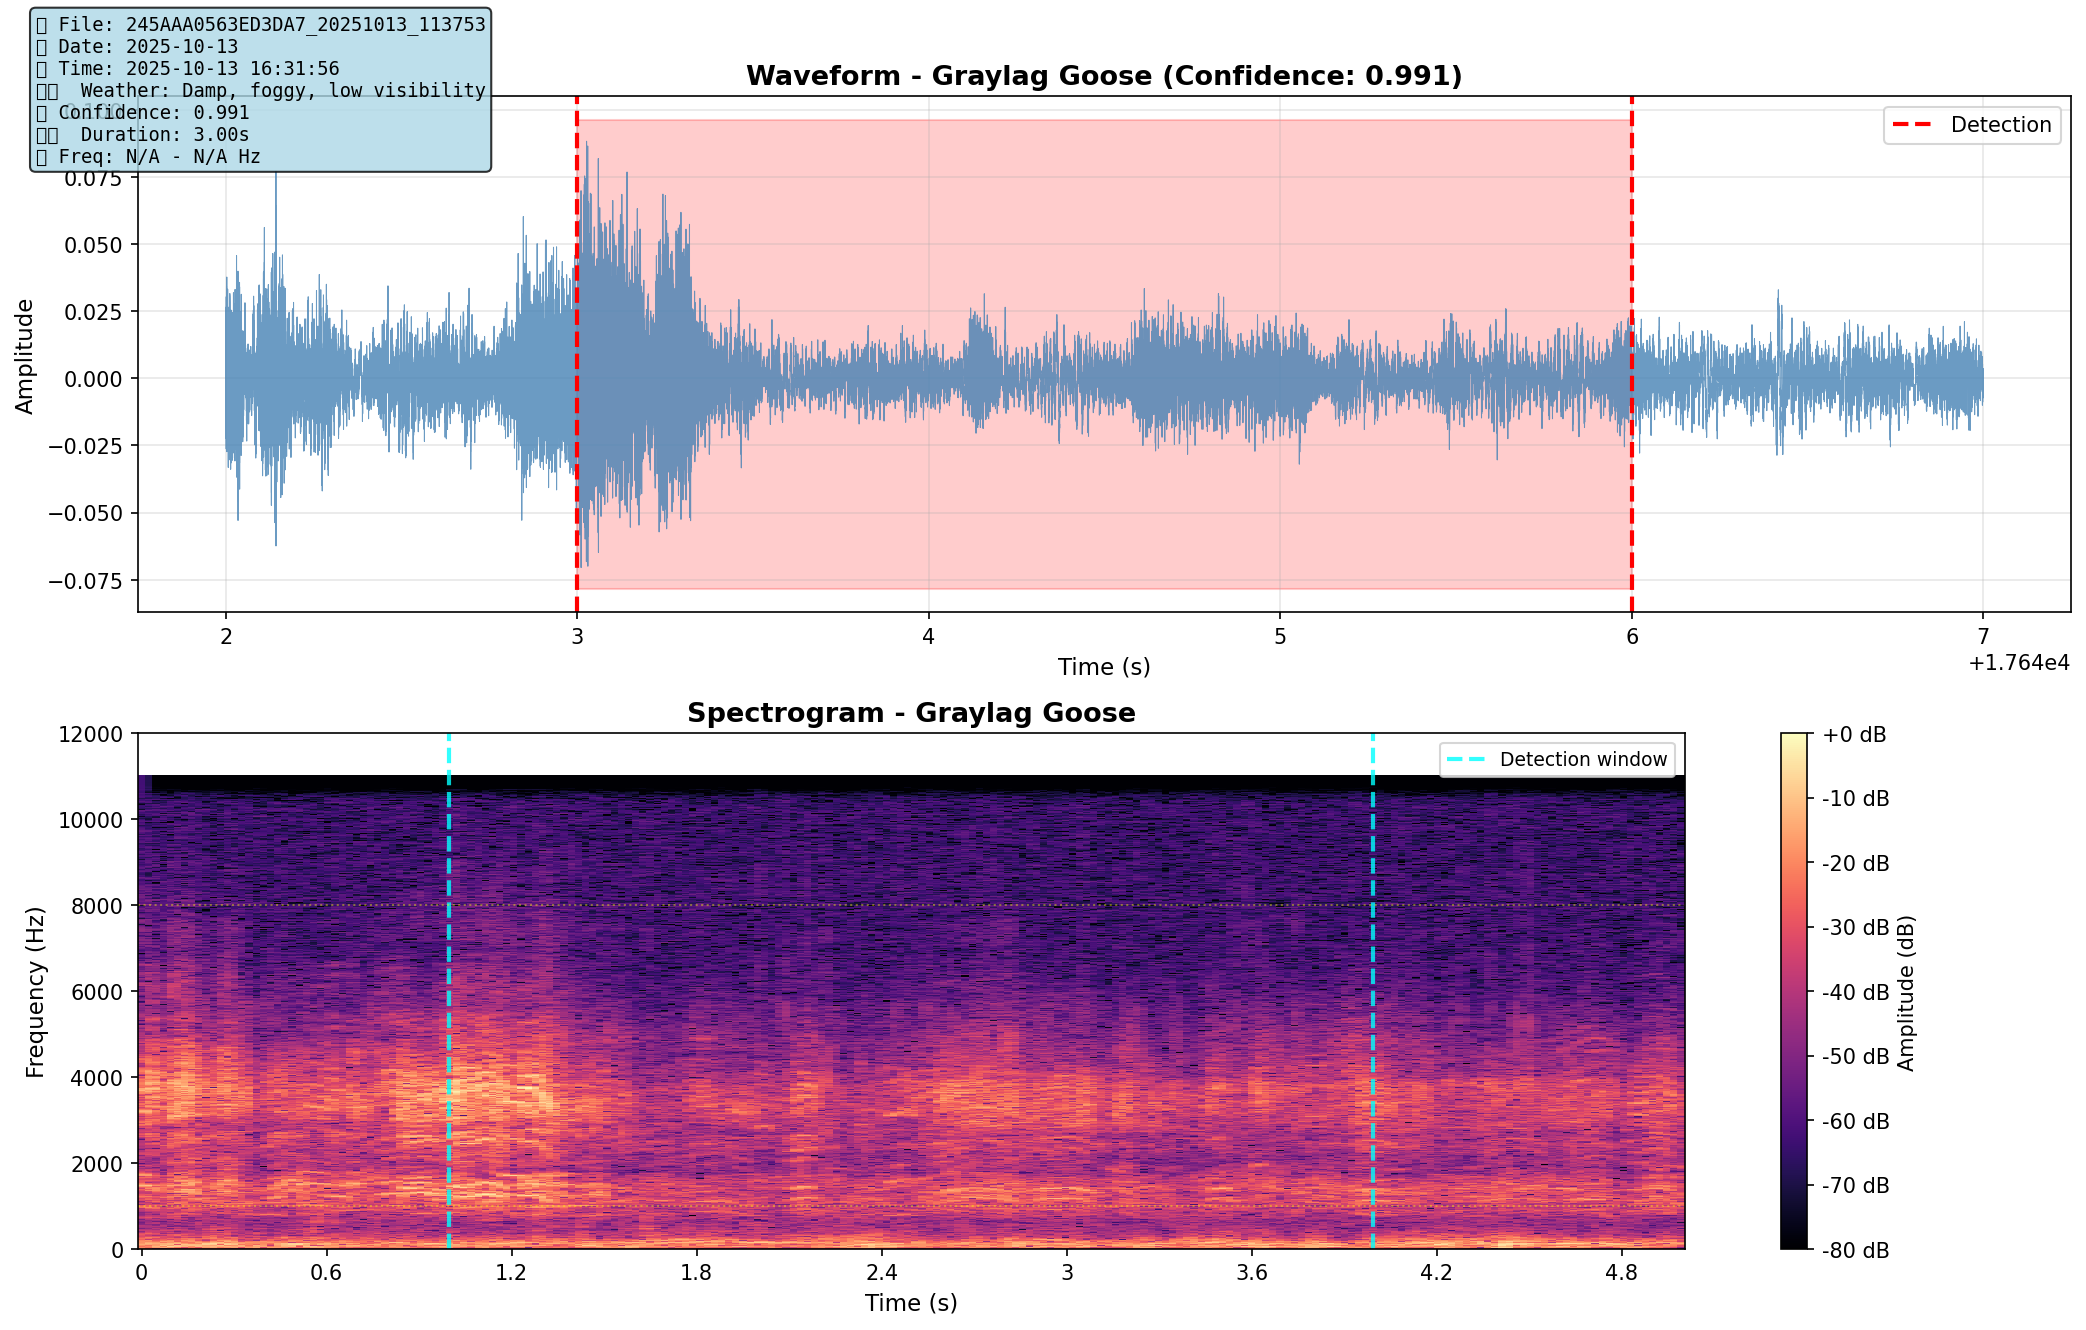 File: 245AAA0563ED3DA7_20251013_113753
Date: 2025-10-13
Time: 2025-10-13 16:31:56
Weather: Damp, foggy, low visibility
Confidence: 0.991
Duration: 3.00s
Freq: N/A - N/A Hz
Waveform - Graylag Goose (Confidence: 0.991)
Detection
Amplitude
0.100
0.075
0.050
0.025
0.000
−0.025
−0.050
−0.075
2 3 4 5 6 7
Time (s)
+1.764e4
Spectrogram - Graylag Goose
Detection window
Frequency (Hz)
12000
10000
8000
6000
4000
2000
0
0 0.6 1.2 1.8 2.4 3 3.6 4.2 4.8
Time (s)
+0 dB
-10 dB
-20 dB
-30 dB
-40 dB
-50 dB
-60 dB
-70 dB
-80 dB
Amplitude (dB)